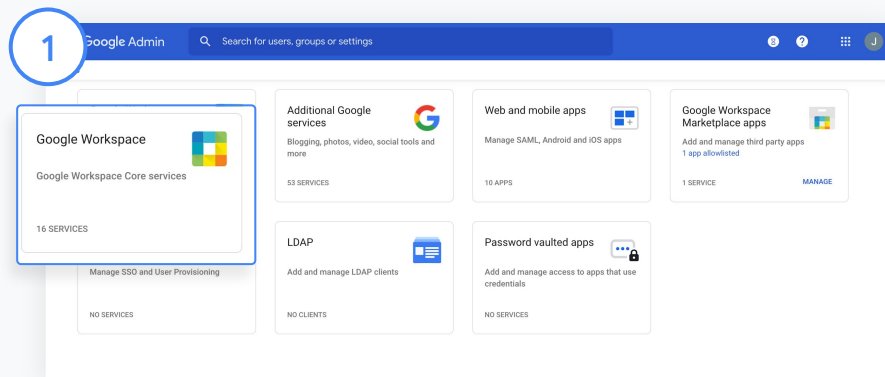 1
Google Admin
Search for users, groups or settings
8
?
J
Google Workspace
Google Workspace Core services
16 SERVICES
Additional Google
services
Blogging, photos, video, social tools and
more
53 SERVICES
Web and mobile apps
Manage SAML, Android and iOS apps
10 APPS
Google Workspace
Marketplace apps
Add and manage third party apps
1 app allowlisted
1 SERVICE
MANAGE
Manage SSO and User Provisioning
NO SERVICES
LDAP
Add and manage LDAP clients
NO CLIENTS
Password vaulted apps
Add and manage access to apps that use
credentials
NO SERVICES